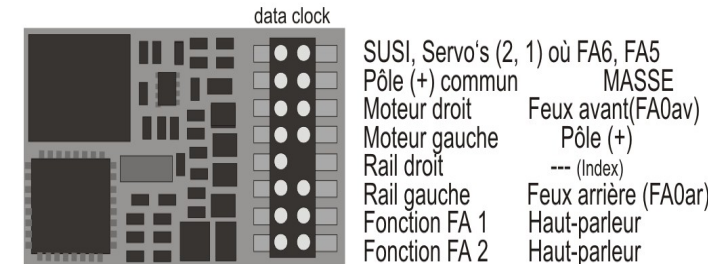 data clock
SUSI, Servo's (2, 1) où FA6, FA5
Pôle (+) commun MASSE
Moteur droit Feux avant(FA0av)
Moteur gauche Pôle (+)
Rail droit --- (Index)
Rail gauche Feux arrière (FA0ar)
Fonction FA 1 Haut-parleur
Fonction FA 2 Haut-parleur